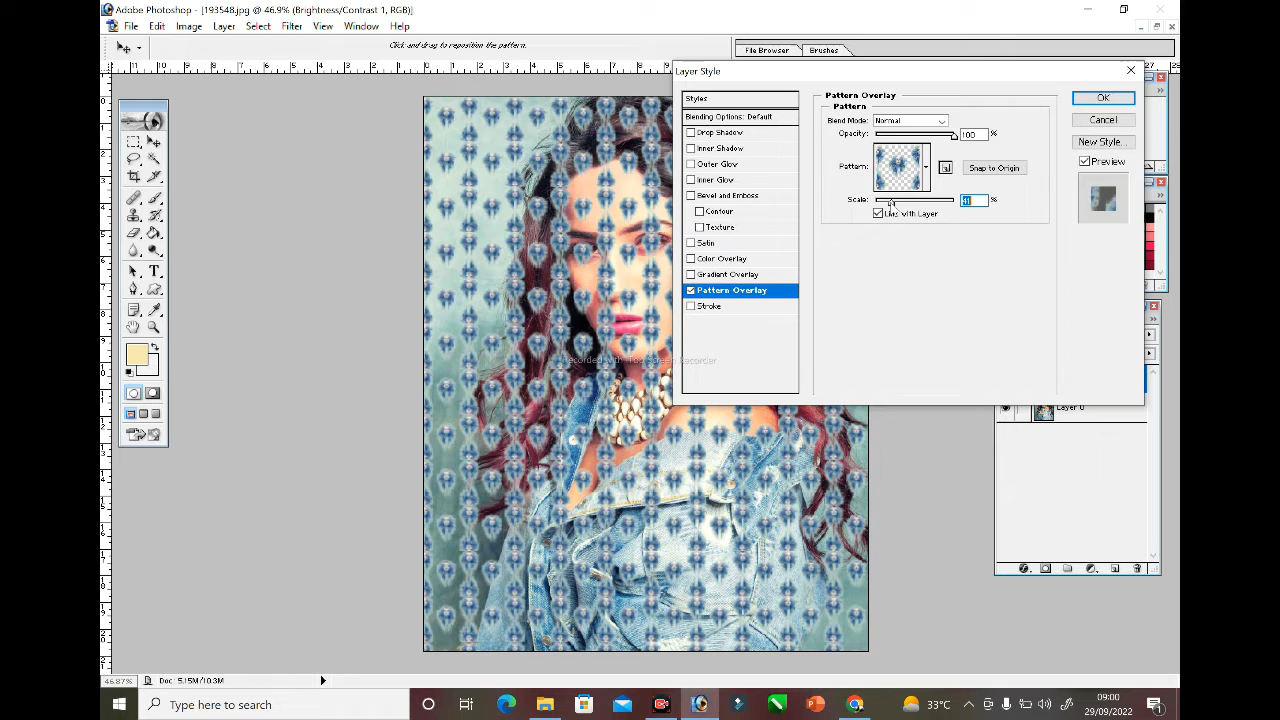 Adobe Photoshop - [193548.jpg @ 46.9% (Brightness/Contrast 1, RGB)]
File Edit Image Layer Select Filter View Window Help
Click and drag to position the pattern.
File Browser Brushes
Layer Style
Styles
Blending Options: Default
Drop Shadow
Inner Shadow
Outer Glow
Inner Glow
Bevel and Emboss
Contour
Texture
Satin
Color Overlay
Gradient Overlay
Pattern Overlay
Stroke
Pattern Overlay
Pattern
Blend Mode: Normal
Opacity: 100 %
Pattern: Snap to Origin
Scale: %
with Layer
OK
Cancel
New Style...
Preview
Layer 0
46.87% Doc: 5.15M/10.3M
Type here to search
33°C
09:00
29/09/2022